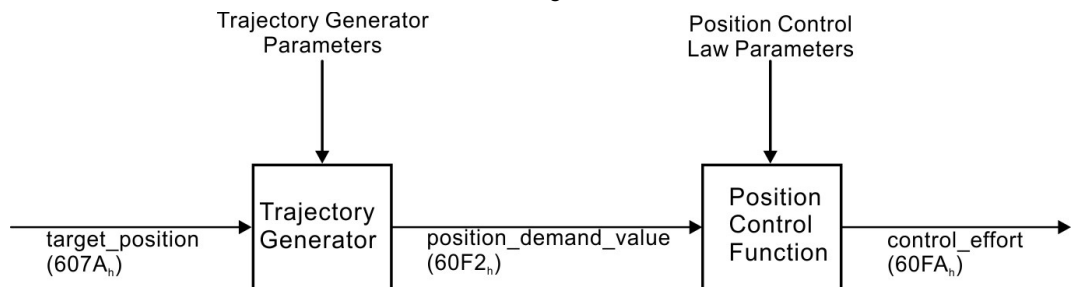 Trajectory Generator
Parameters
Position Control
Law Parameters
Trajectory
Generator
Position
Control
Function
target_position
(607Aₕ)
position_demand_value
(60F2ₕ)
control_effort
(60FAₕ)